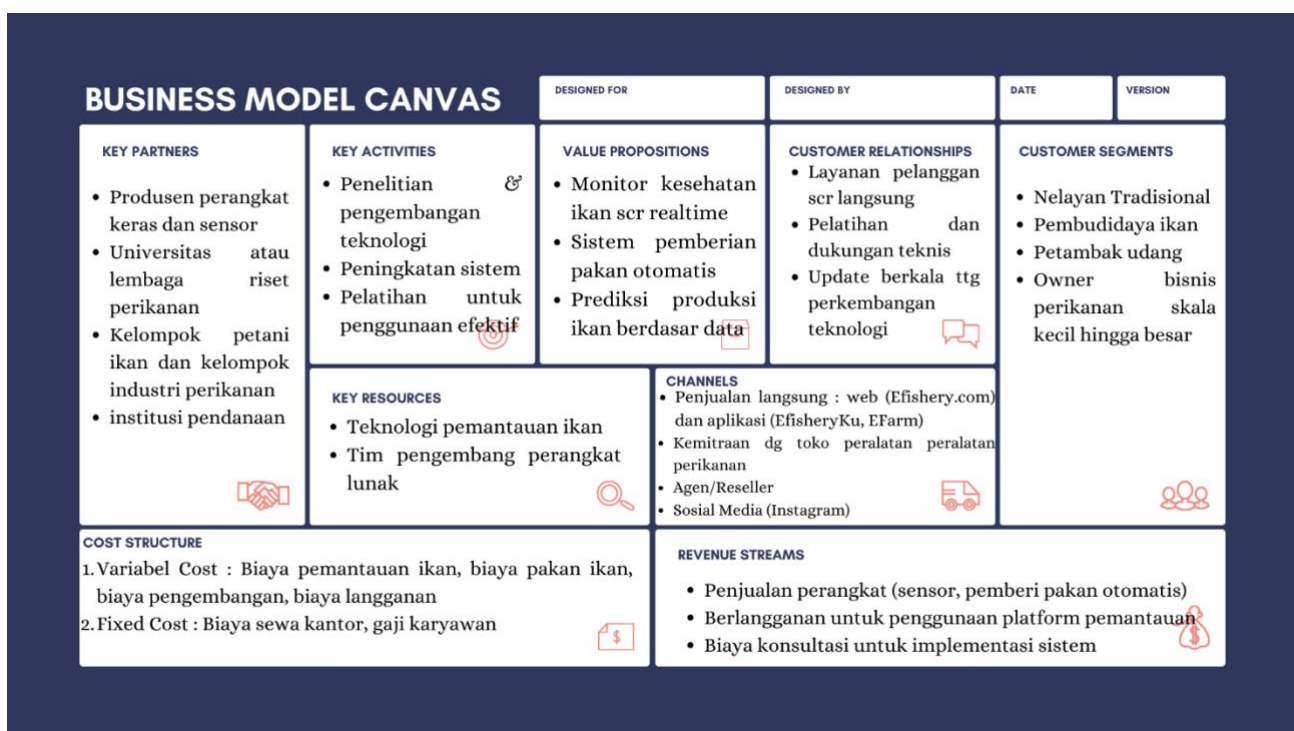 BUSINESS MODEL CANVAS
DESIGNED FOR
DESIGNED BY
DATE
VERSION
KEY PARTNERS
• Produsen perangkat
keras dan sensor
• Universitas atau
lembaga riset
perikanan
• Kelompok petani
ikan dan kelompok
industri perikanan
• institusi pendanaan
KEY ACTIVITIES
• Penelitian &
pengembangan
teknologi
• Peningkatan sistem
• Pelatihan untuk
penggunaan efektif
VALUE PROPOSITIONS
• Monitor kesehatan
ikan scr realtime
• Sistem pemberian
pakan otomatis
• Prediksi produksi
ikan berdasar data
CUSTOMER RELATIONSHIPS
• Layanan pelanggan
scr langsung
• Pelatihan dan
dukungan teknis
• Update berkala ttg
perkembangan
teknologi
CUSTOMER SEGMENTS
• Nelayan Tradisional
• Pembudidaya ikan
• Petambak udang
• Owner bisnis
perikanan skala
kecil hingga besar
KEY RESOURCES
• Teknologi pemantauan ikan
• Tim pengembang perangkat
lunak
CHANNELS
• Penjualan langsung : web (Efishery.com)
dan aplikasi (EfisheryKu, EFarm)
• Kemitraan dg toko peralatan peralatan
perikanan
• Agen/Reseller
• Sosial Media (Instagram)
COST STRUCTURE
1. Variabel Cost : Biaya pemantauan ikan, biaya pakan ikan,
biaya pengembangan, biaya langganan
2. Fixed Cost : Biaya sewa kantor, gaji karyawan
$
REVENUE STREAMS
• Penjualan perangkat (sensor, pemberi pakan otomatis)
• Berlangganan untuk penggunaan platform pemantauan
• Biaya konsultasi untuk implementasi sistem
$